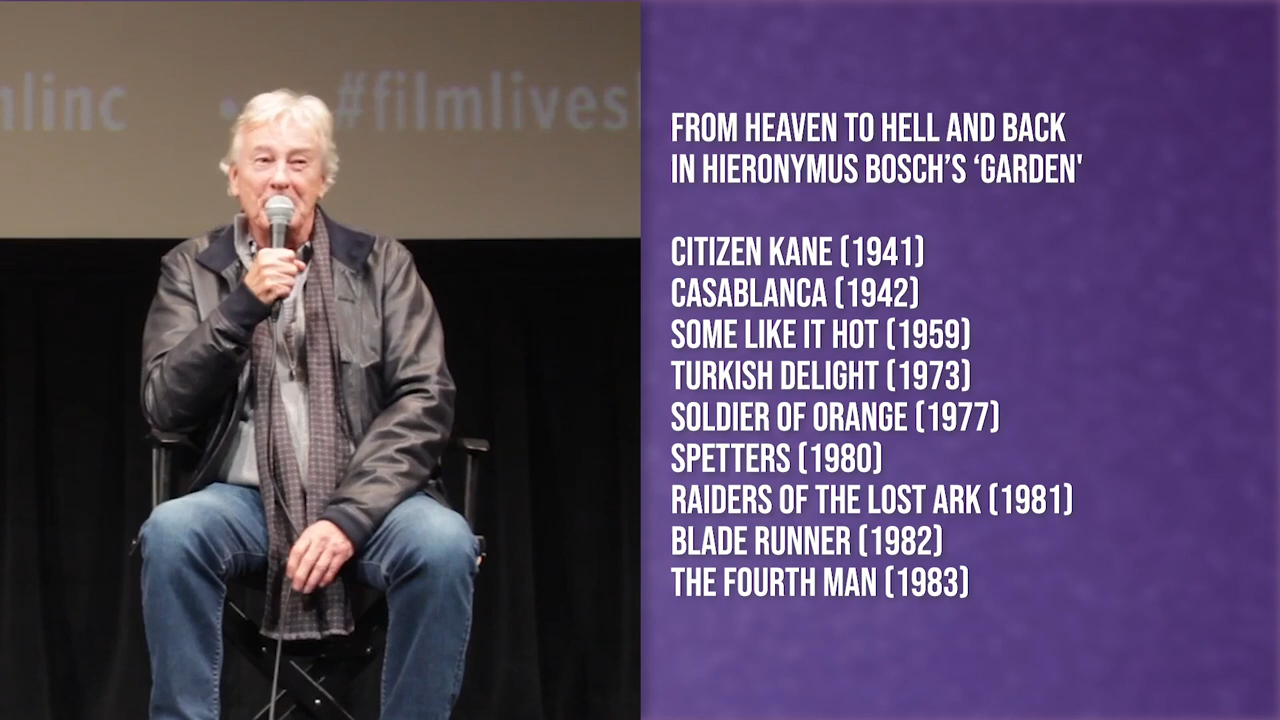 #filmlives
FROM HEAVEN TO HELL AND BACK
IN HIERONYMUS BOSCH’S ‘GARDEN'
CITIZEN KANE (1941)
CASABLANCA (1942)
SOME LIKE IT HOT (1959)
TURKISH DELIGHT (1973)
SOLDIER OF ORANGE (1977)
SPETTERS (1980)
RAIDERS OF THE LOST ARK (1981)
BLADE RUNNER (1982)
THE FOURTH MAN (1983)